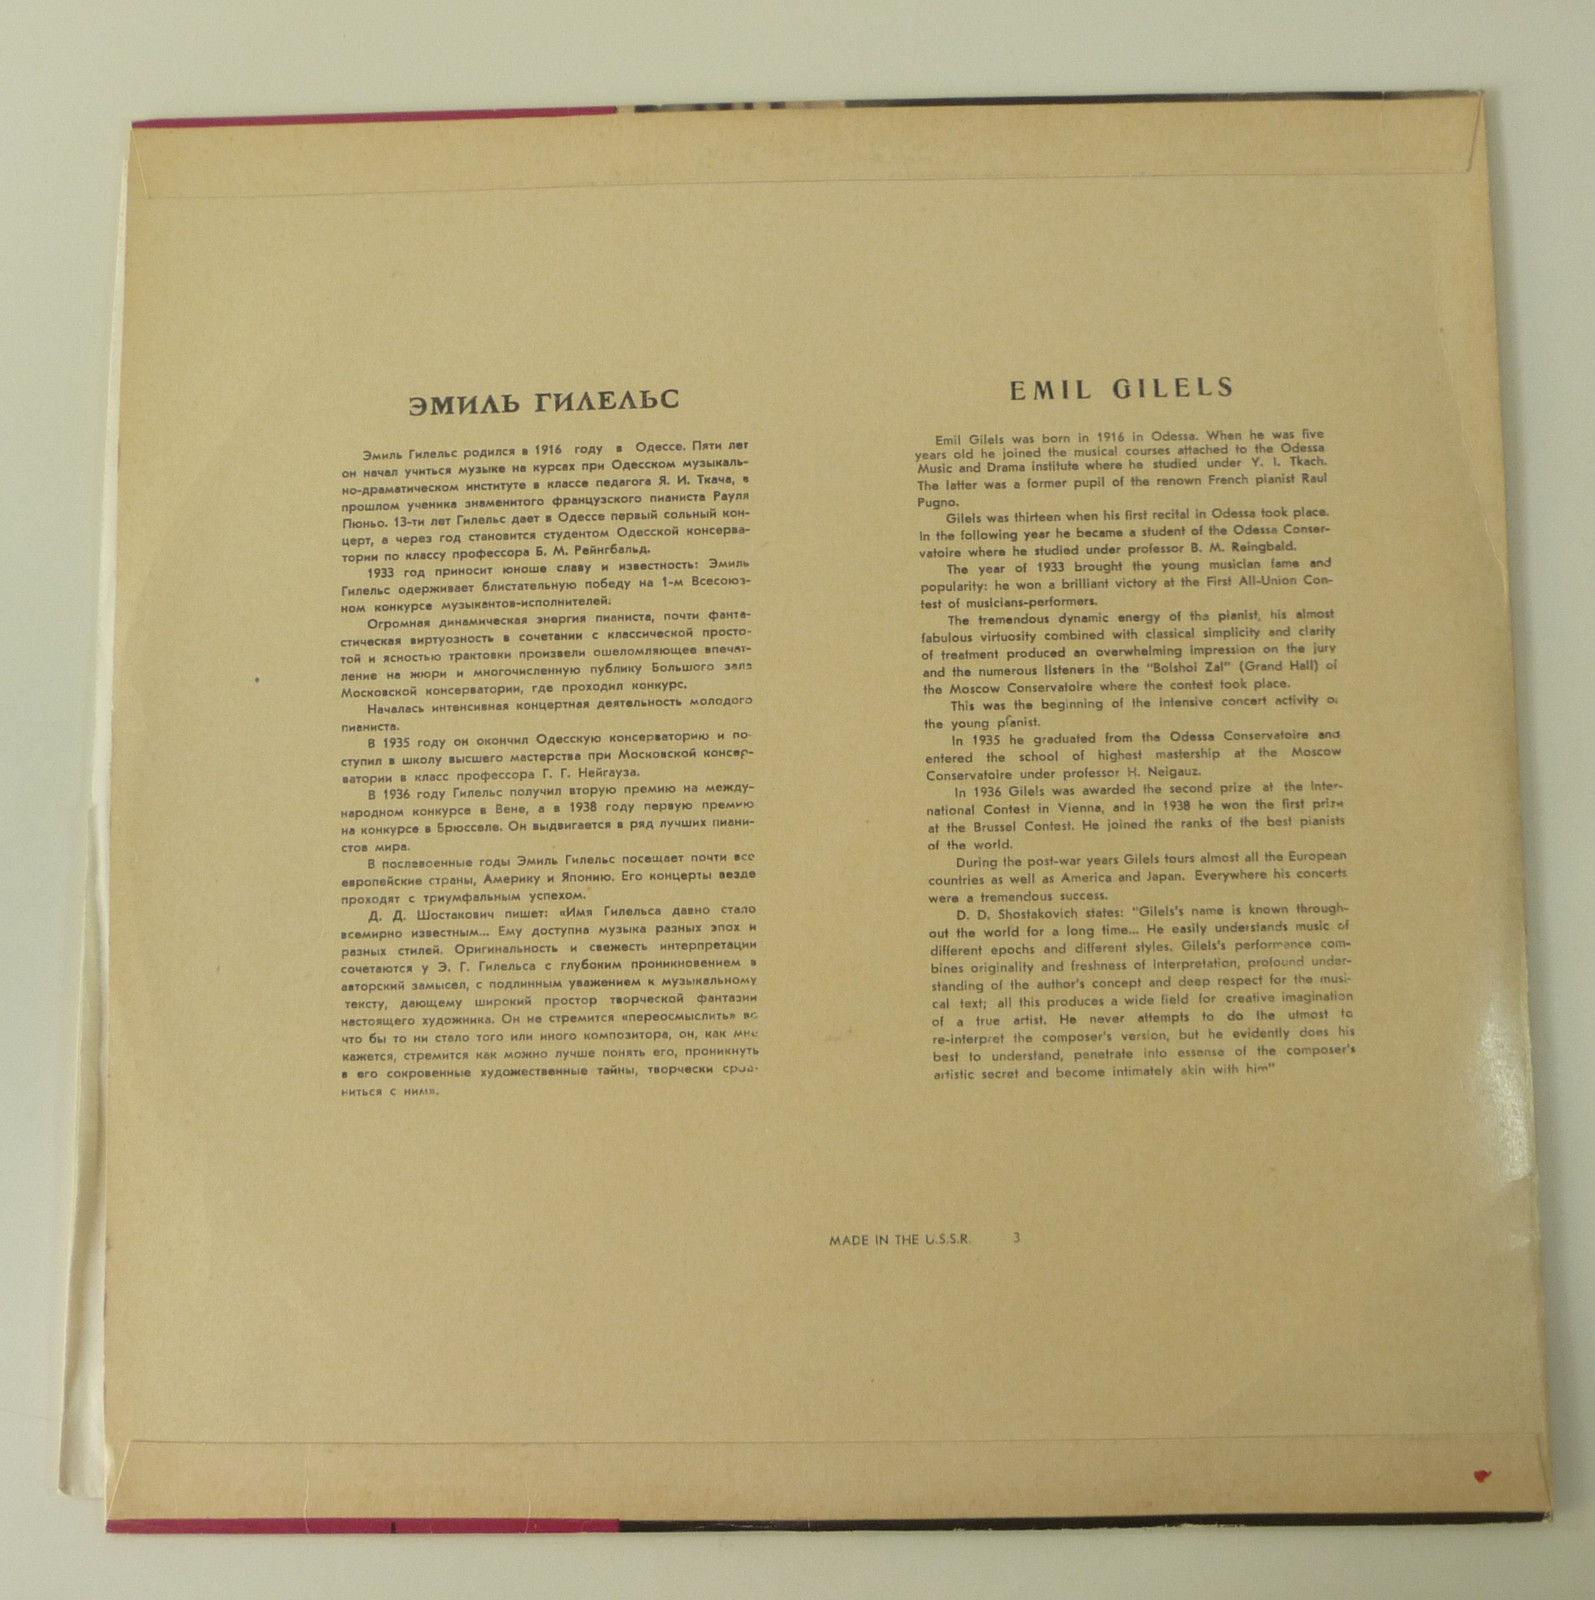 ЭМИЛЬ ГИЛЕЛЬС
Эмиль Гилельс родился в 1916 году в Одессе. Пяти лет
он начал учиться музыке на курсах при Одесском музыкаль-
но-драматическом институте в классе педагога Я. И. Ткача, в
прошлом ученика знаменитого французского пианиста Рауля
Пюньо. 13-ти лет Гилельс дает в Одессе первый сольный кон-
церт, а через год становится студентом Одесской консерва-
тории по классу профессора Б. М. Рейнгбальд.
1933 год приносит юноше славу и известность: Эмиль
Гилельс одерживает блистательную победу на 1-м Всесоюз-
ном конкурсе музыкантов-исполнителей.
Огромная динамическая энергия пианиста, почти фанта-
стическая виртуозность в сочетании с классической просто-
той и ясностью трактовки произвели ошеломляющее впечат-
ление на жюри и многочисленную публику Большого зала
Московской консерватории, где проходил конкурс.
Началась интенсивная концертная деятельность молодого
пианиста.
В 1935 году он окончил Одесскую консерваторию и по-
ступил в школу высшего мастерства при Московской консер-
ватории в класс профессора Г. Г. Нейгауза.
В 1936 году Гилельс получил вторую премию на между-
народном конкурсе в Вене, а в 1938 году первую премию
на конкурсе в Брюсселе. Он выдвигается в ряд лучших пиани-
стов мира.
В послевоенные годы Эмиль Гилельс посещает почти все
европейские страны, Америку и Японию. Его концерты везде
проходят с триумфальным успехом.
Д. Д. Шостакович пишет: «Имя Гилельса давно стало
всемирно известным... Ему доступна музыка разных эпох и
разных стилей. Оригинальность и свежесть интерпретации
сочетаются у Э. Г. Гилельса с глубоким проникновением в
авторский замысел, с подлинным уважением к музыкальному
тексту, дающему широкий простор творческой фантазии
настоящего художника. Он не стремится «переосмыслить» во
что бы то ни стало того или иного композитора, он, как мне
кажется, стремится как можно лучше понять его, проникнуть
в его сокровенные художественные тайны, творчески срод-
ниться с ним».
EMIL GILELS
Emil Gilels was born in 1916 in Odessa. When he was five
years old he joined the musical courses attached to the Odessa
Music and Drama institute where he studied under Y. I. Tkach.
The latter was a former pupil of the renown French pianist Raul
Pugno.
Gilels was thirteen when his first recital in Odessa took place.
In the following year he became a student of the Odessa Conser-
vatoire where he studied under professor B. M. Reingbald.
The year of 1933 brought the young musician fame and
popularity: he won a brilliant victory at the First All-Union Con-
test of musicians-performers.
The tremendous dynamic energy of the pianist, his almost
fabulous virtuosity combined with classical simplicity and clarity
of treatment produced an overwhelming impression on the jury
and the numerous listeners in the "Bolshoi Zal" (Grand Hall) of
the Moscow Conservatoire where the contest took place.
This was the beginning of the intensive concert activity of
the young pianist.
In 1935 he graduated from the Odessa Conservatoire and
entered the school of highest mastership at the Moscow
Conservatoire under professor H. Neigauz.
In 1936 Gilels was awarded the second prize at the Inter-
national Contest in Vienna, and in 1938 he won the first prize
at the Brussel Contest. He joined the ranks of the best pianists
of the world.
During the post-war years Gilels tours almost all the European
countries as well as America and Japan. Everywhere his concerts
were a tremendous success.
D. D. Shostakovich states: "Gilels's name is known through-
out the world for a long time... He easily understands music of
different epochs and different styles. Gilels's performence com-
bines originality and freshness of interpretation, profound under-
standing of the author's concept and deep respect for the musi-
cal text; all this produces a wide field for creative imagination
of a true artist. He never attempts to do the utmost to
re-interpret the composer's version, but he evidently does his
best to understand, penetrate into essense of the composer's
artistic secret and become intimately akin with him"
MADE IN THE U.S.S.R. 3